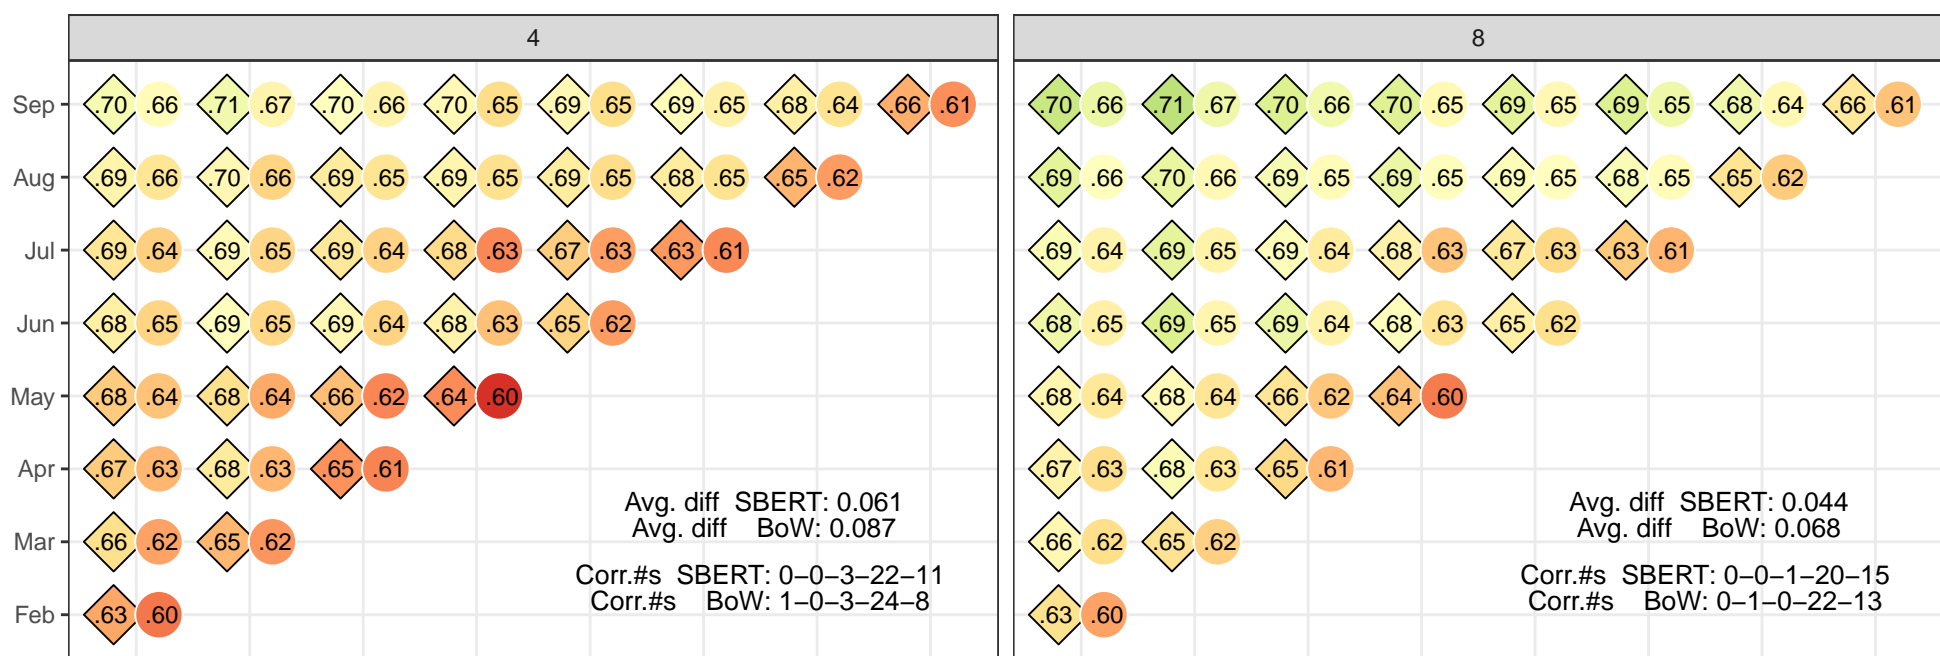 4
8
Sep .70 .66 .71 .67 .70 .66 .70 .65 .69 .65 .69 .65 .68 .64 .66 .61 .70 .66 .71 .67 .70 .66 .70 .65 .69 .65 .69 .65 .68 .64 .66 .61
Aug .69 .66 .70 .66 .69 .65 .69 .65 .69 .65 .68 .65 .65 .62 .69 .66 .70 .66 .69 .65 .69 .65 .69 .65 .68 .65 .65 .62
Jul .69 .64 .69 .65 .69 .64 .68 .63 .67 .63 .63 .61 .69 .64 .69 .65 .69 .64 .68 .63 .67 .63 .63 .61
Jun .68 .65 .69 .65 .69 .64 .68 .63 .65 .62 .68 .65 .69 .65 .69 .64 .68 .63 .65 .62
May .68 .64 .68 .64 .66 .62 .64 .60 .68 .64 .68 .64 .66 .62 .64 .60
Apr .67 .63 .68 .63 .65 .61 .67 .63 .68 .63 .65 .61
Avg. diff SBERT: 0.061
Avg. diff BoW: 0.087
Avg. diff SBERT: 0.044
Avg. diff BoW: 0.068
Mar .66 .62 .65 .62 .66 .62 .65 .62
Corr.#s SBERT: 0–0–3–22–11
Corr.#s BoW: 1–0–3–24–8
Corr.#s SBERT: 0–0–1–20–15
Corr.#s BoW: 0–1–0–22–13
Feb .63 .60 .63 .60